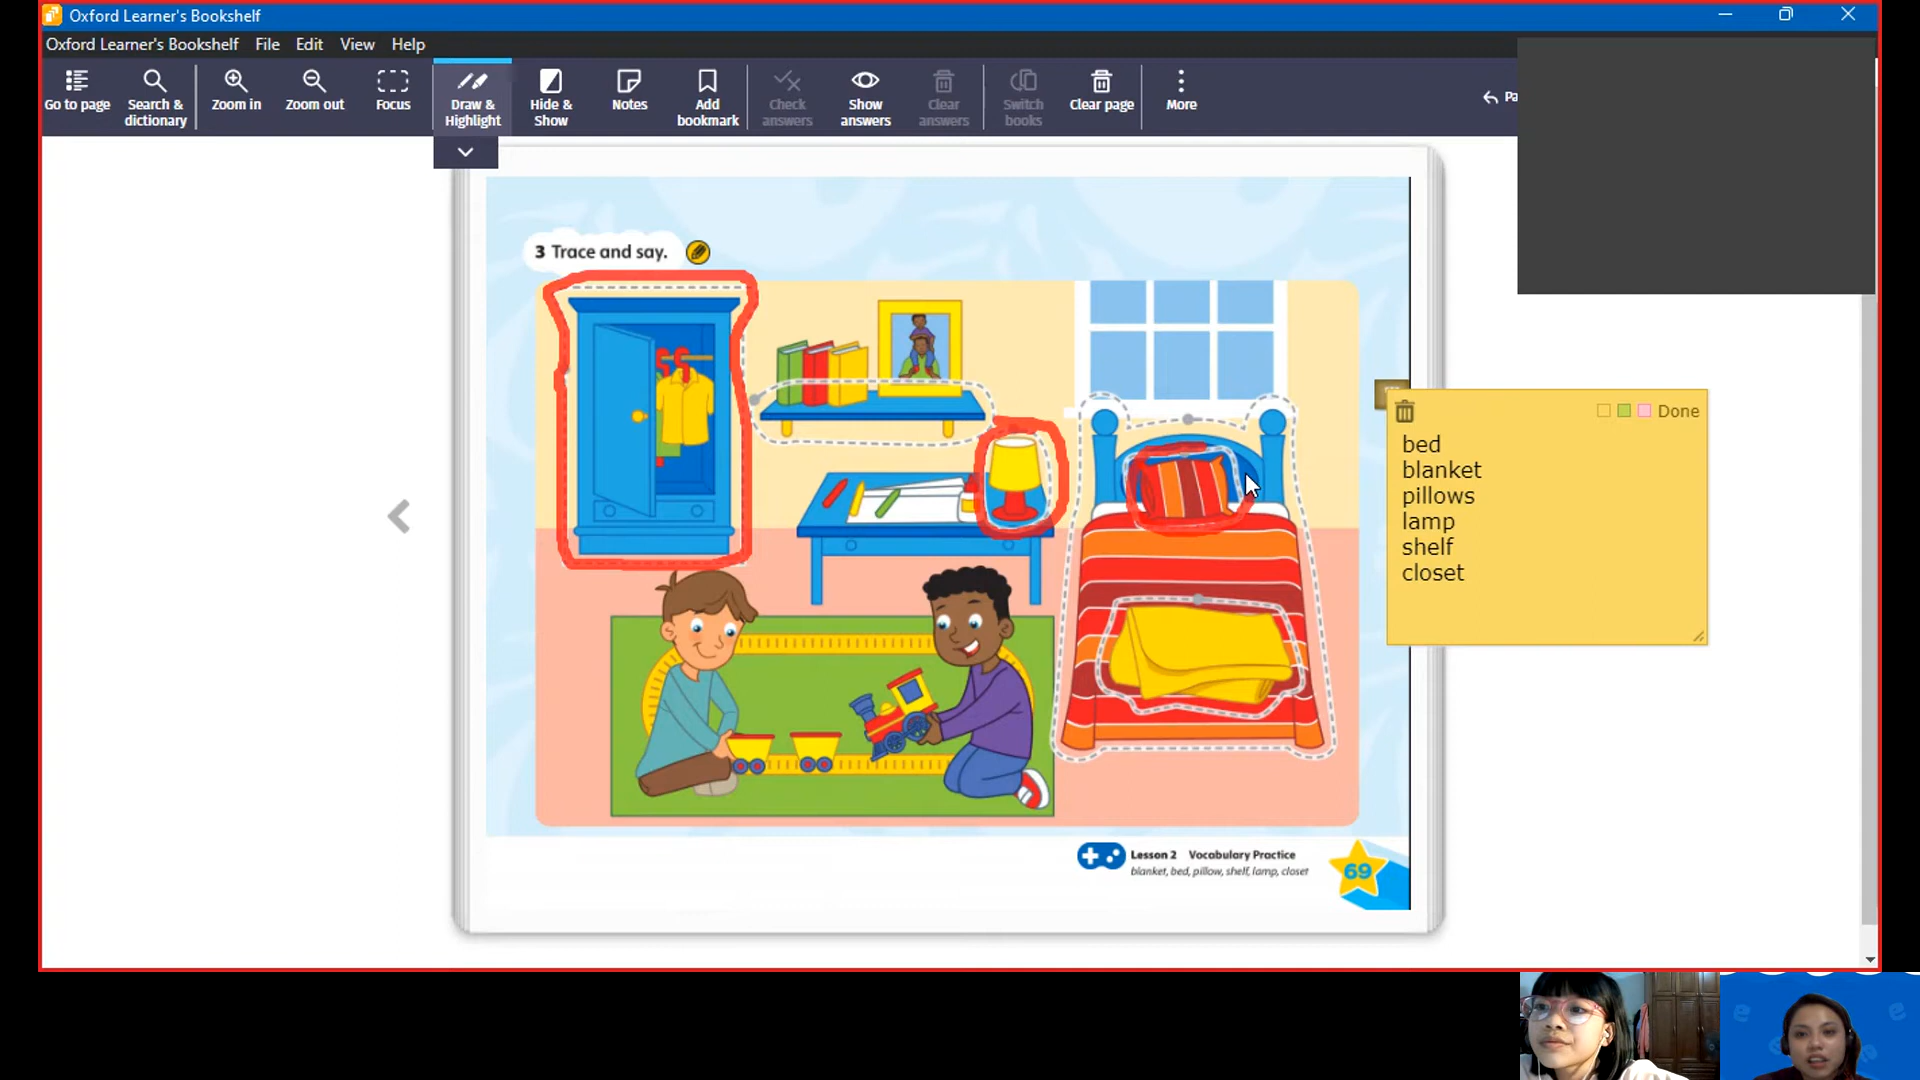 Oxford Learner's Bookshelf
Oxford Learner's Bookshelf File Edit View Help
Go to page
Search & dictionary
Zoom in
Zoom out
Focus
Draw & Highlight
Hide & Show
Notes
Add bookmark
Check answers
Show answers
Clear answers
Switch books
Clear page
More
3 Trace and say.
Done
bed
blanket
pillows
lamp
shelf
closet
Lesson 2 Vocabulary Practice
blanket, bed, pillow, shelf, lamp, closet
69